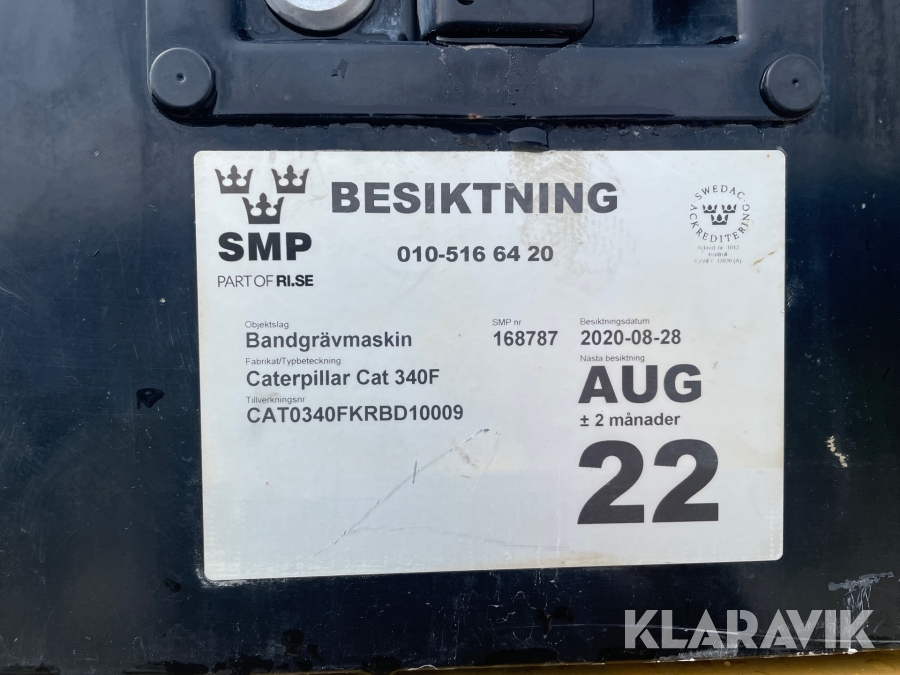 BESIKTNING
SMP
PART OF RI.SE
010-516 64 20
SWEDAC
ACKREDITERING
Objektslag
Bandgrävmaskin
SMP nr
168787
Besiktningsdatum
2020-08-28
Fabrikat/Typbeteckning
Caterpillar Cat 340F
Nästa besiktning
AUG
± 2 månader
22
Tillverkningsnr
CAT0340FKRBD10009
KLARAVIK